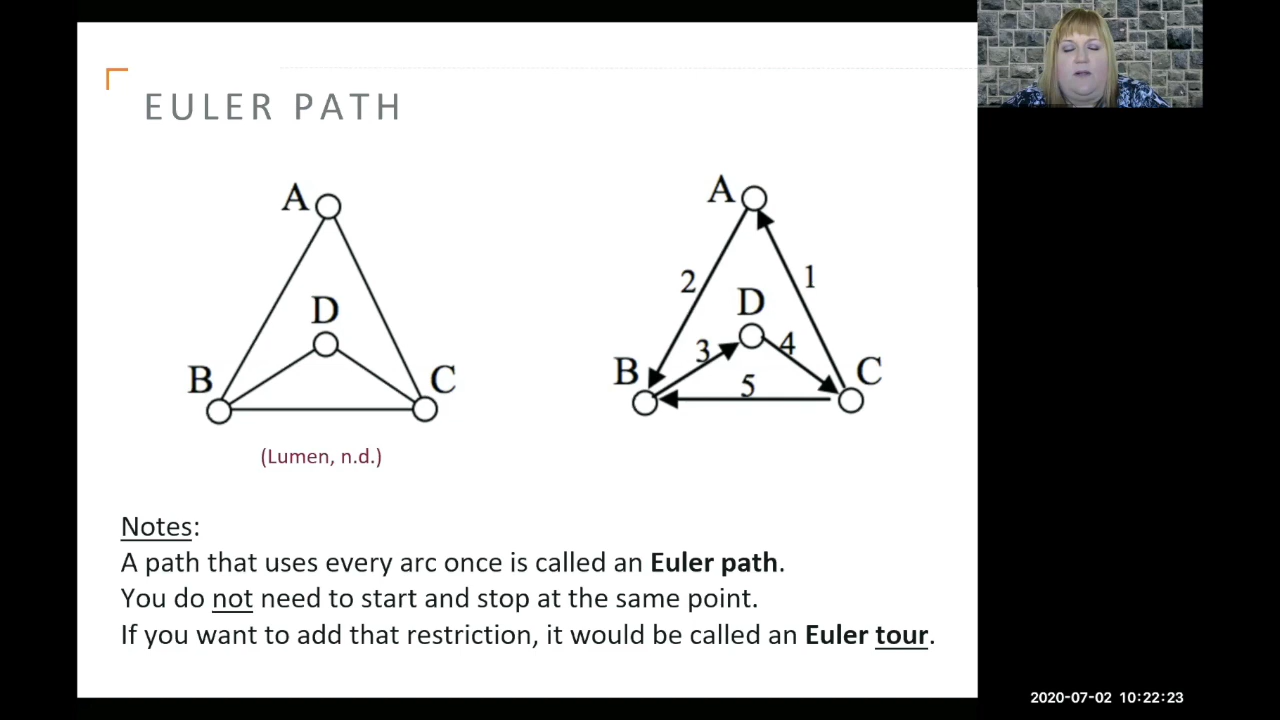 EULER PATH
A
D
B
C
(Lumen, n.d.)
A
2
1
D
3
4
B
5
C
Notes:
A path that uses every arc once is called an Euler path.
You do not need to start and stop at the same point.
If you want to add that restriction, it would be called an Euler tour.
2020-07-02 10:22:23